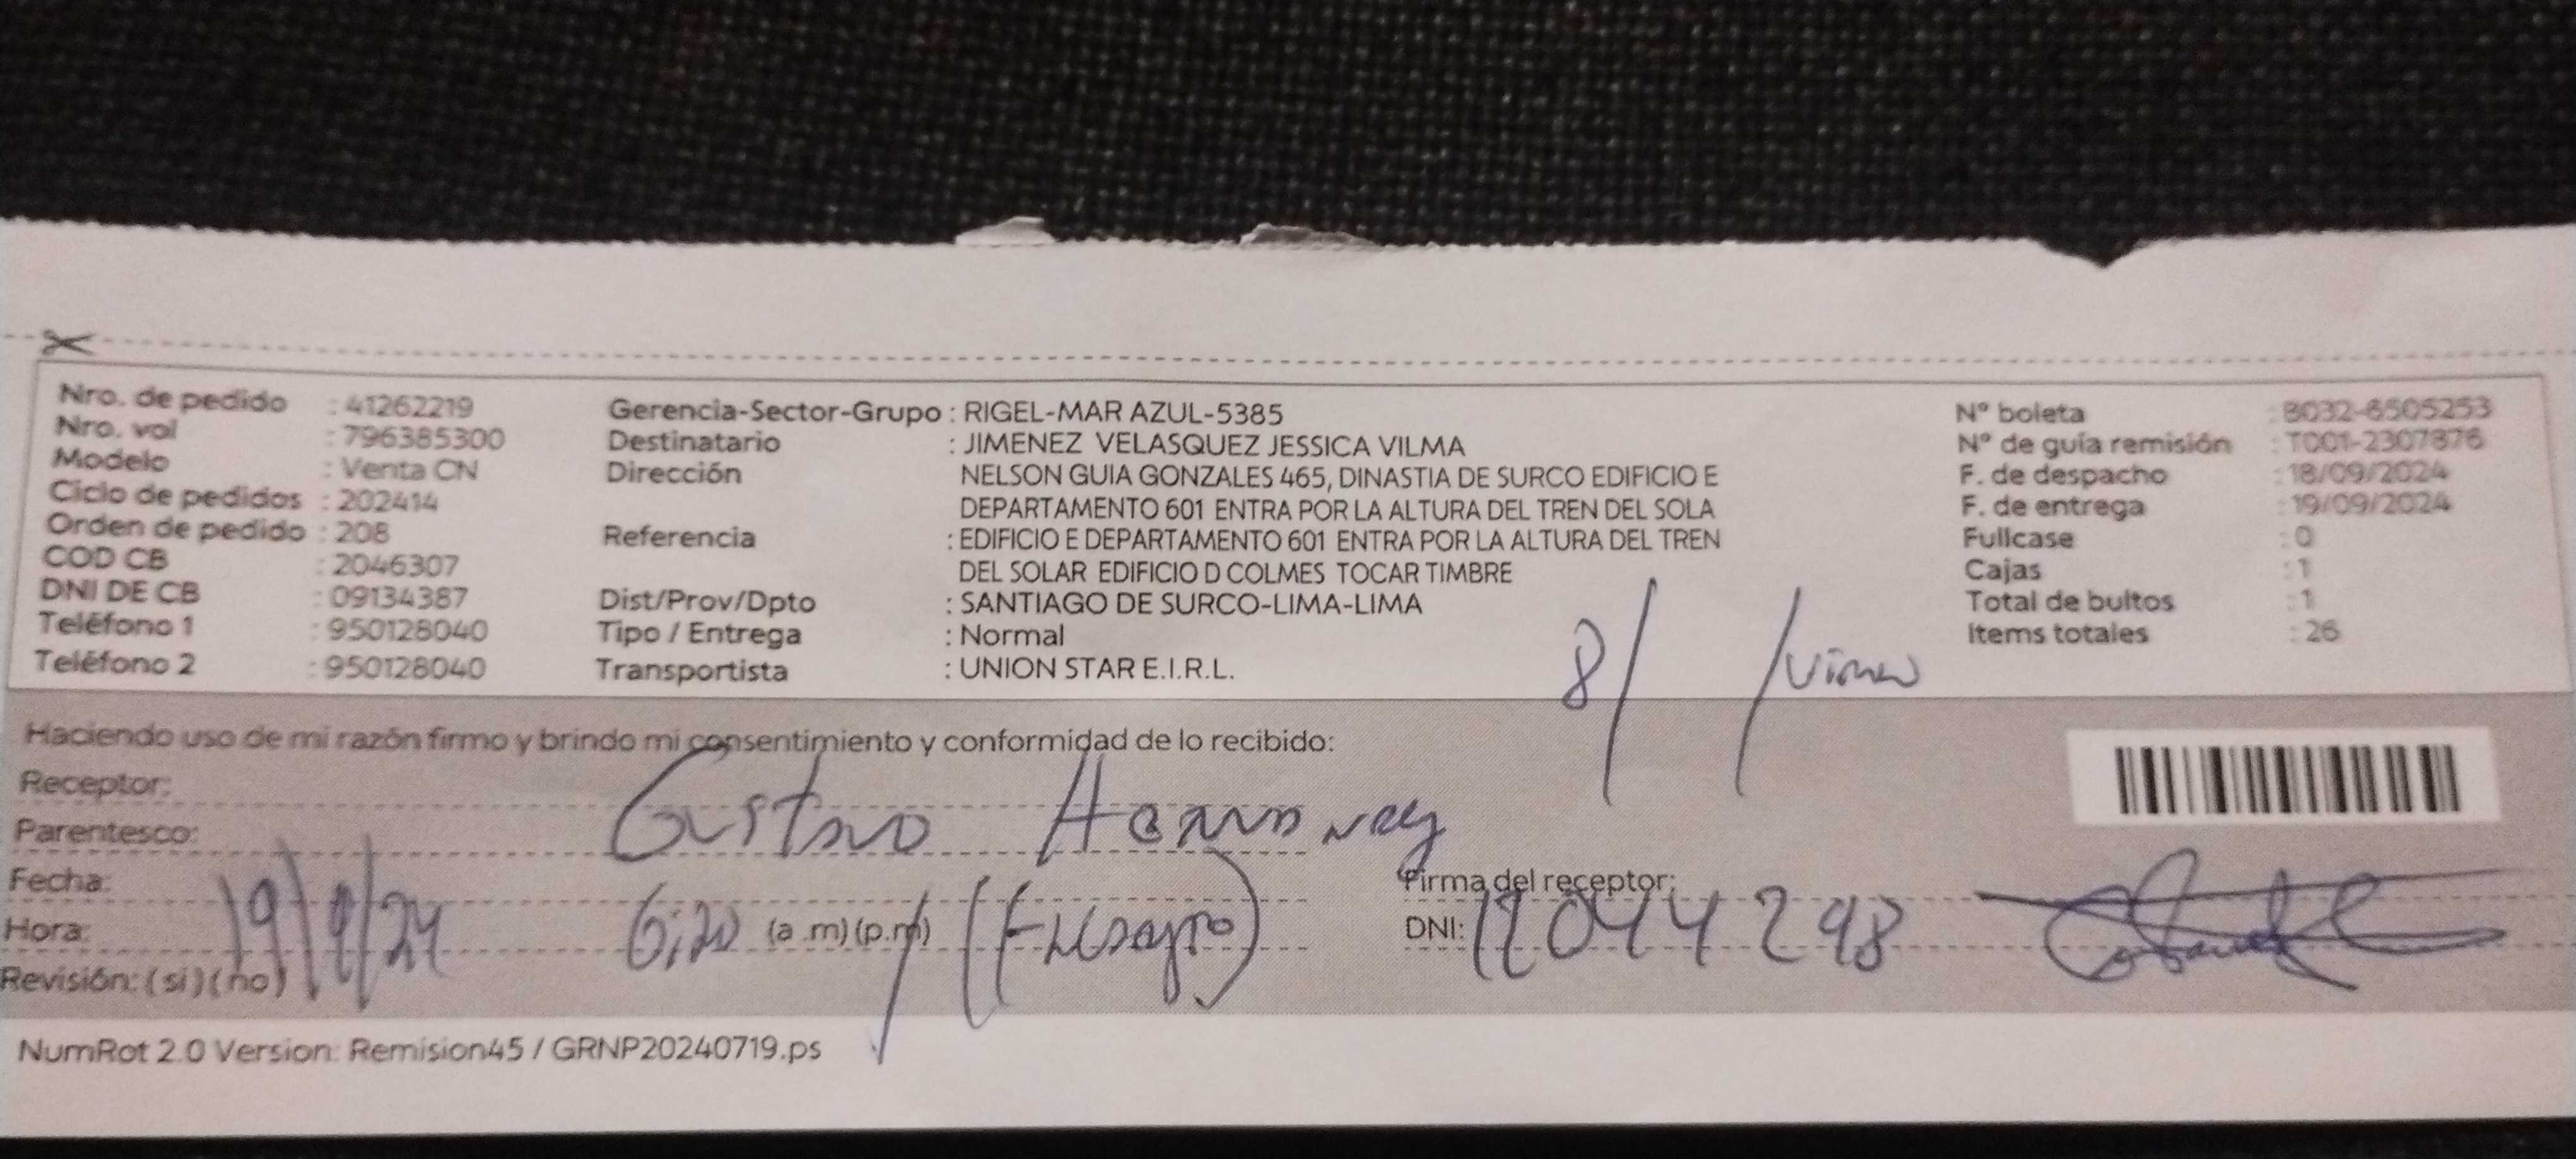 Nro. de pedido : 41262219
Nro. vol : 796385300
Modelo : Venta CN
Ciclo de pedidos : 202414
Orden de pedido : 208
COD CB : 2046307
DNI DE CB : 09134387
Teléfono 1 : 950128040
Teléfono 2 : 950128040
Gerencia-Sector-Grupo : RIGEL-MAR AZUL-5385
Destinatario : JIMENEZ VELASQUEZ JESSICA VILMA
Dirección NELSON GUIA GONZALES 465, DINASTIA DE SURCO EDIFICIO E
DEPARTAMENTO 601 ENTRA POR LA ALTURA DEL TREN DEL SOLA
Referencia : EDIFICIO E DEPARTAMENTO 601 ENTRA POR LA ALTURA DEL TREN
DEL SOLAR EDIFICIO D COLMES TOCAR TIMBRE
Dist/Prov/Dpto : SANTIAGO DE SURCO-LIMA-LIMA
Tipo / Entrega : Normal
Transportista : UNION STAR E.I.R.L.
Nº boleta : B032-6505253
Nº de guía remisión : T001-2307876
F. de despacho : 18/09/2024
F. de entrega : 19/09/2024
Fullcase : 0
Cajas : 1
Total de bultos : 1
Items totales : 26
8/ /
Haciendo uso de mi razón firmo y brindo mi consentimiento y conformidad de lo recibido:
Receptor:
Parentesco: Gustavo
Fecha: 19/9/24
Hora: 6:20 (a .m) (p.m)
Revisión: (si) (no)
Firma del receptor:
DNI: 12044298
NumRot 2.0 Version: Remision45 / GRNP20240719.ps